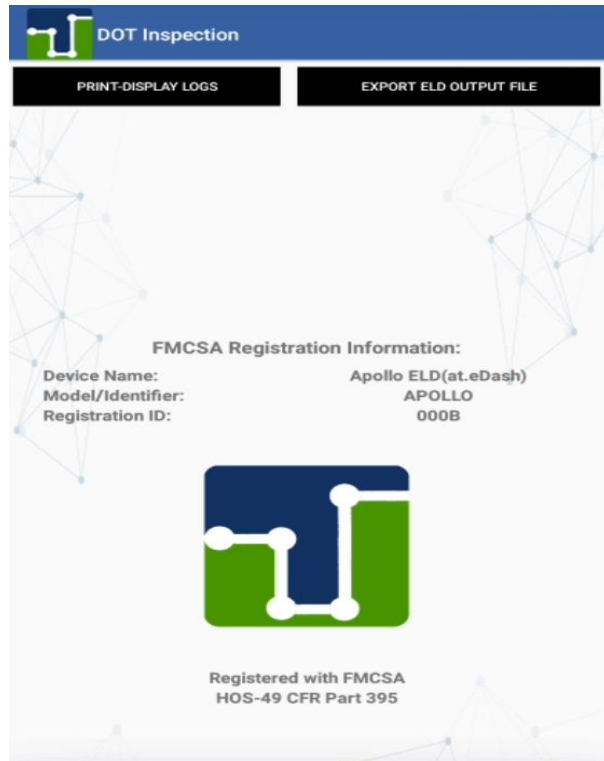 DOT Inspection
PRINT-DISPLAY LOGS EXPORT ELD OUTPUT FILE
FMCSA Registration Information:
Device Name: Apollo ELD(at.eDash)
Model/Identifier: APOLLO
Registration ID: 000B
Registered with FMCSA
HOS-49 CFR Part 395